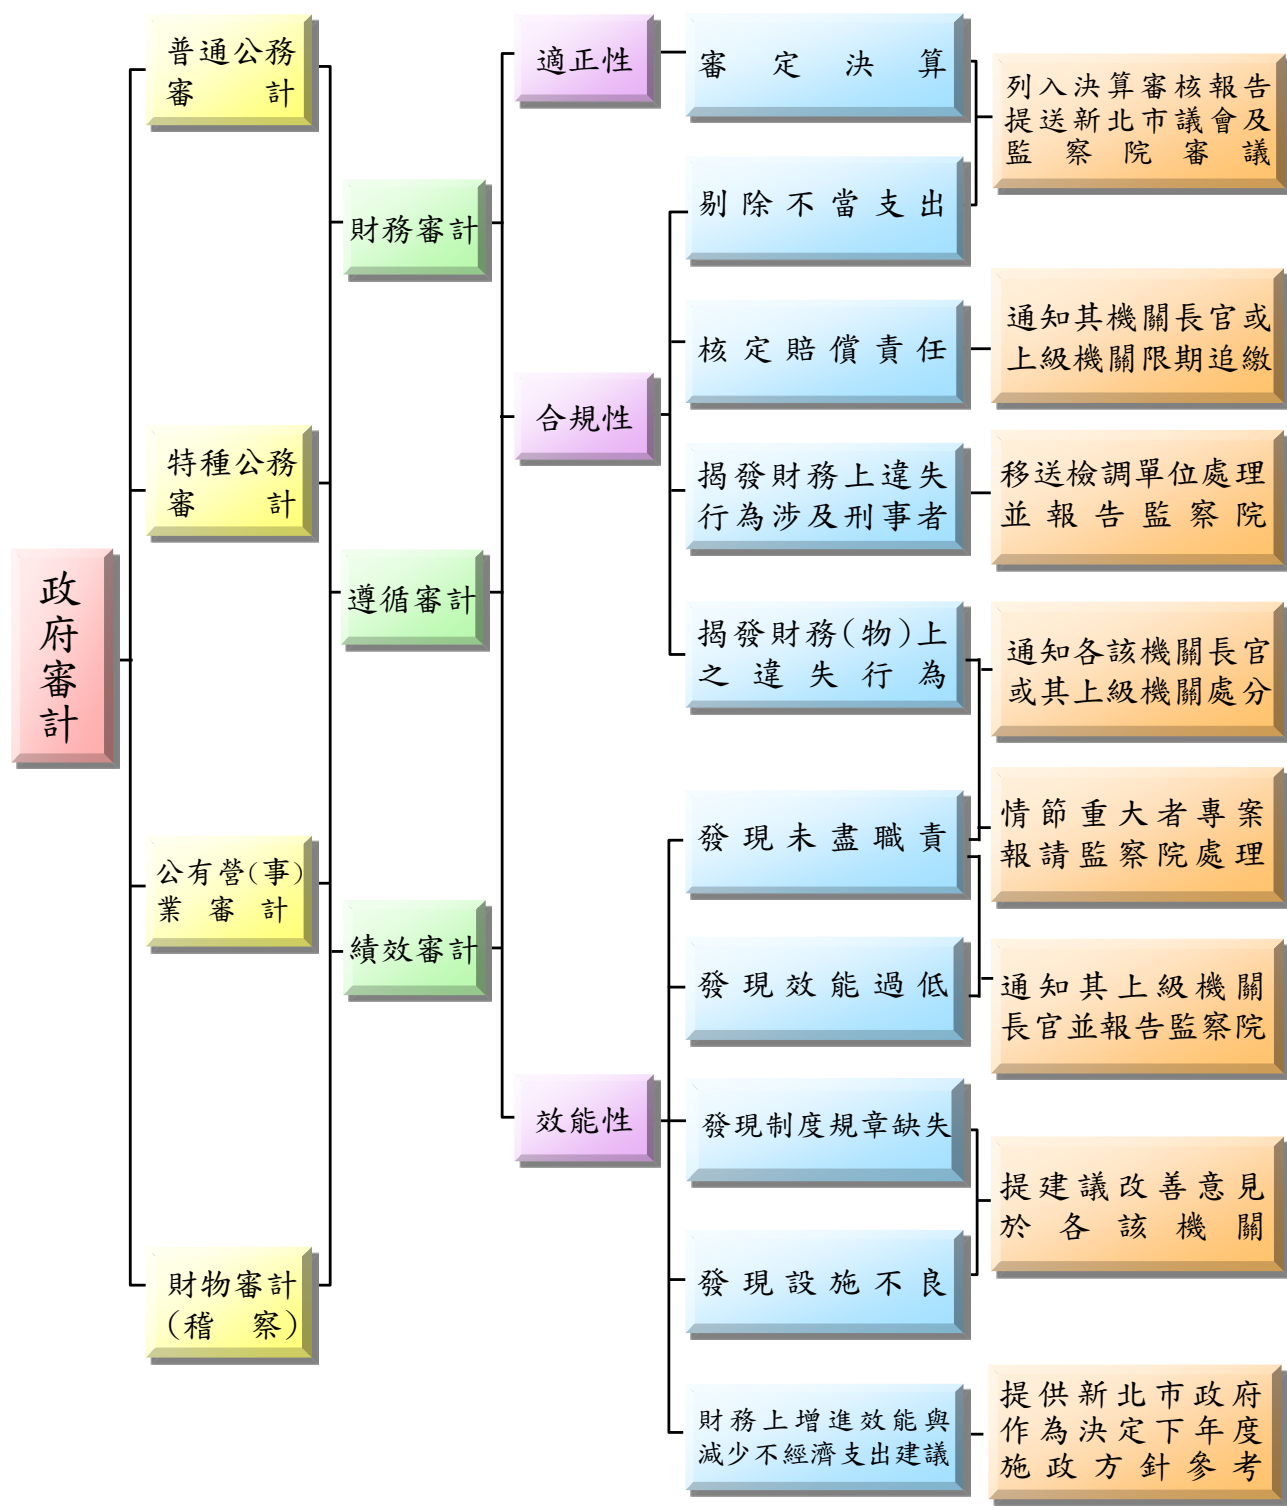 政府審計
普通公務
審計
特種公務
審計
公有營(事)
業審計
財物審計
(稽察)
財務審計
遵循審計
績效審計
適正性
合規性
效能性
審定決算
剔除不當支出
核定賠償責任
揭發財務上違失
行為涉及刑事者
揭發財務(物)上
之違失行為
發現未盡職責
發現效能過低
發現制度規章缺失
發現設施不良
財務上增進效能與
減少不經濟支出建議
列入決算審核報告
提送新北市議會及
監察院審議
通知其機關長官或
上級機關限期追繳
移送檢調單位處理
並報告監察院
通知各該機關長官
或其上級機關處分
情節重大者專案
報請監察院處理
通知其上級機關
長官並報告監察院
提建議改善意見
於各該機關
提供新北市政府
作為決定下年度
施政方針參考